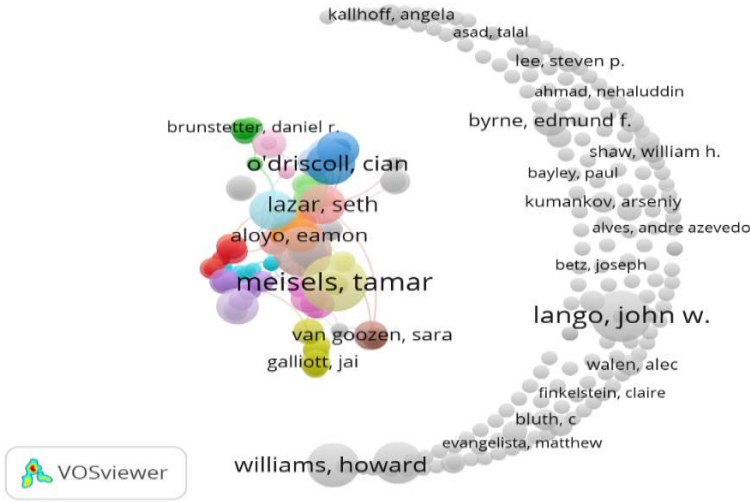 kallhoff, angela
asad, talal
lee, steven p.
ahmad, nehaluddin
byrne, edmund f.
brunstetter, daniel r.
shaw, william h.
o'driscoll, cian
bayley, paul
lazar, seth
kumankov, arseniy
alves, andre azevedo
aloyo, eamon
betz, joseph
meisels, tamar
lango, john w.
van goozen, sara
galliott, jai
walen, alec
finkelstein, claire
bluth, c
evangelista, matthew
williams, howard
VOSviewer